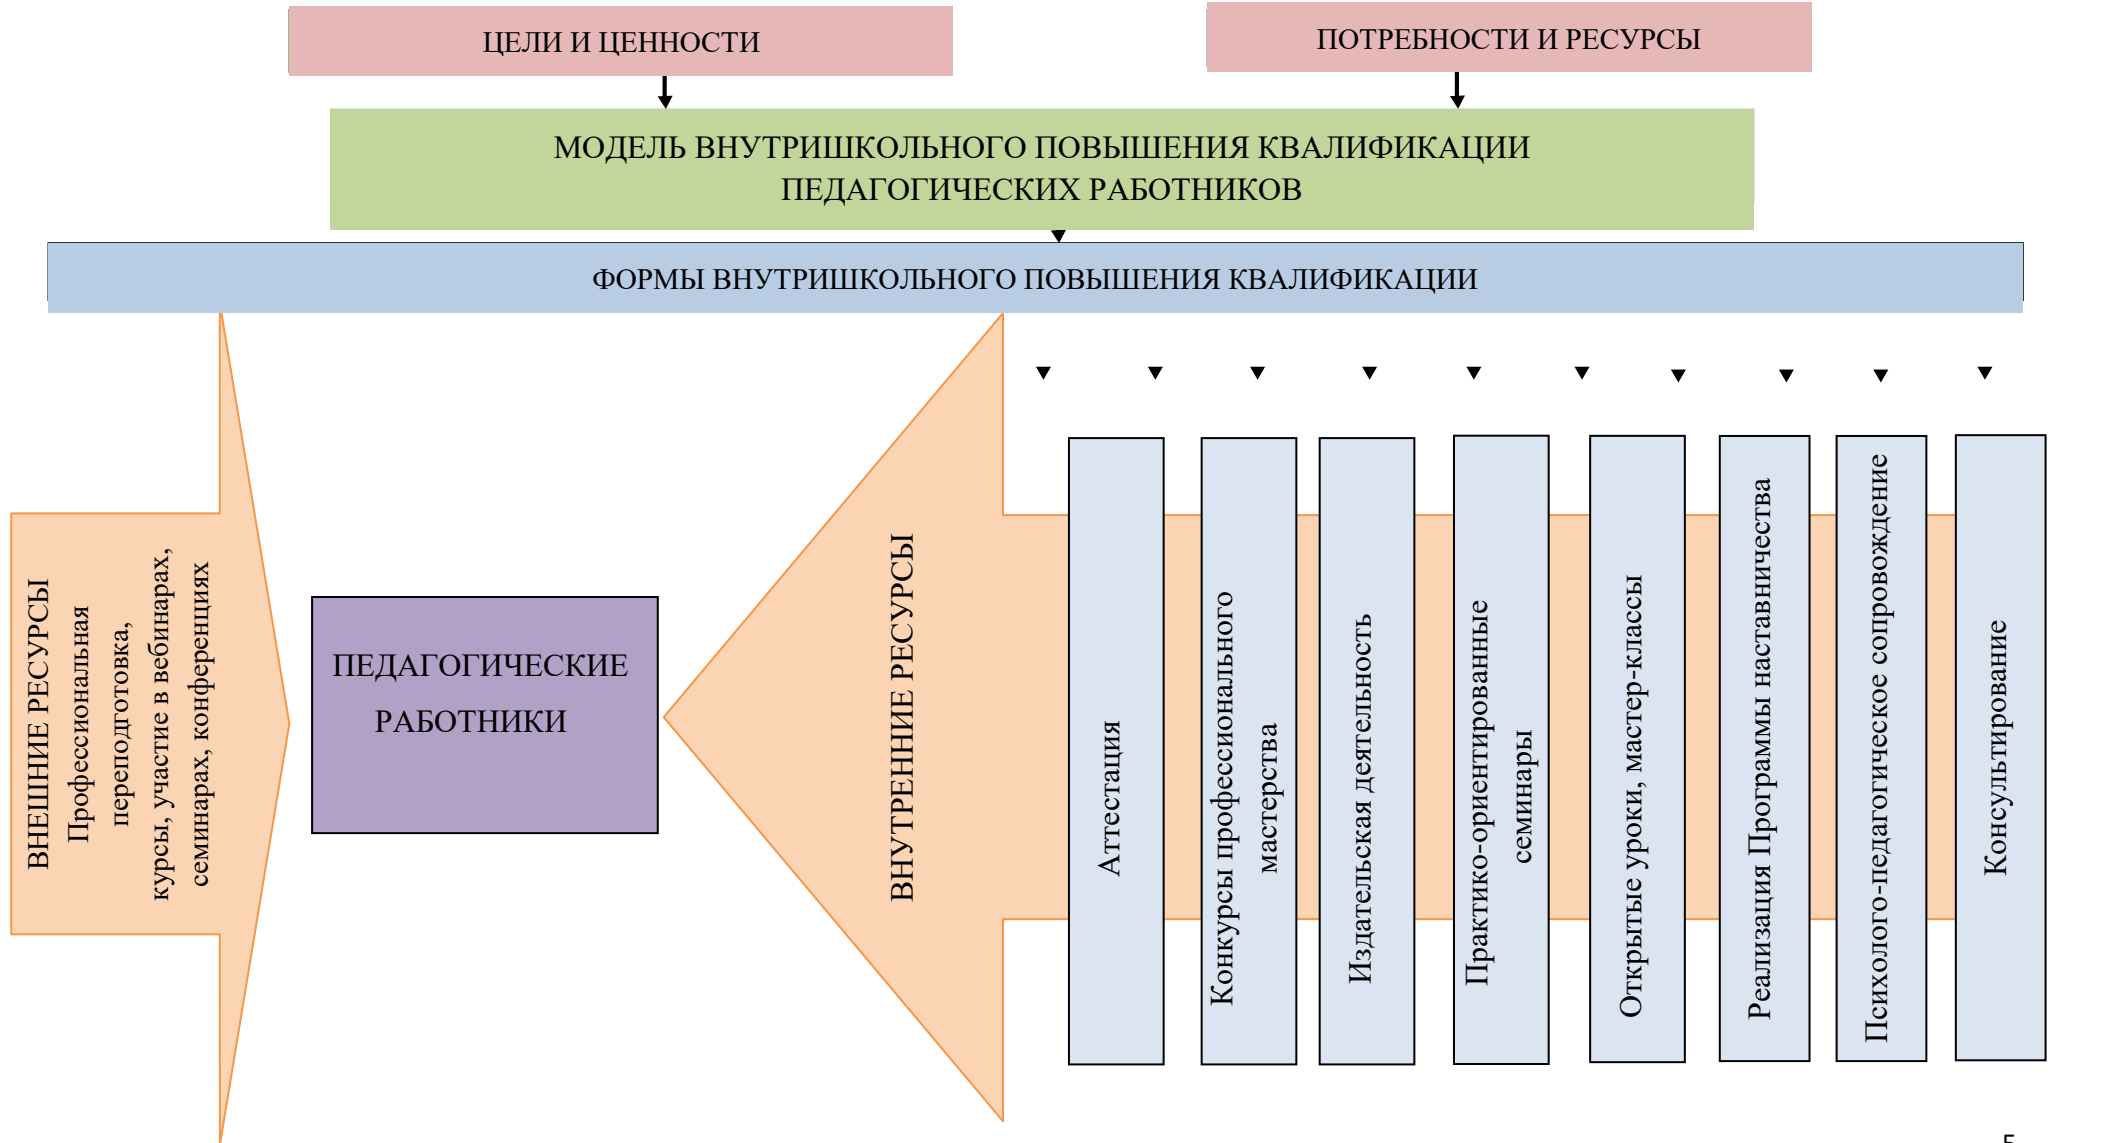 ЦЕЛИ И ЦЕННОСТИ
ПОТРЕБНОСТИ И РЕСУРСЫ
МОДЕЛЬ ВНУТРИШКОЛЬНОГО ПОВЫШЕНИЯ КВАЛИФИКАЦИИ
ПЕДАГОГИЧЕСКИХ РАБОТНИКОВ
ФОРМЫ ВНУТРИШКОЛЬНОГО ПОВЫШЕНИЯ КВАЛИФИКАЦИИ
ВНЕШНИЕ РЕСУРСЫ
Профессиональная
переподготовка,
курсы, участие в вебинарах,
семинарах, конференциях
ПЕДАГОГИЧЕСКИЕ
РАБОТНИКИ
ВНУТРЕННИЕ РЕСУРСЫ
Аттестация
Конкурсы профессионального
мастерства
Издательская деятельность
Практико-ориентированные
семинары
Открытые уроки, мастер-классы
Реализация Программы наставничества
Психолого-педагогическое сопровождение
Консультирование
5